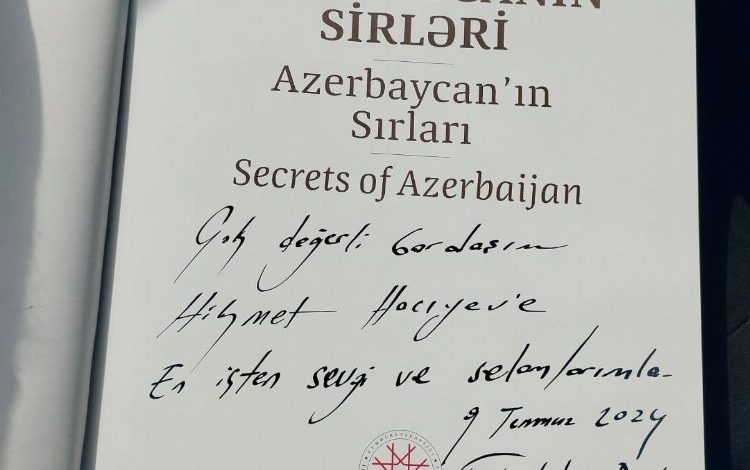 SİRLƏRİ
Azerbaycan'ın
Sırları
Secrets of Azerbaijan
Çok değerli Gardaşım
Hikmet Hacıyev'e
En içten sevgi ve selamlarımla
9 Temmuz 2024